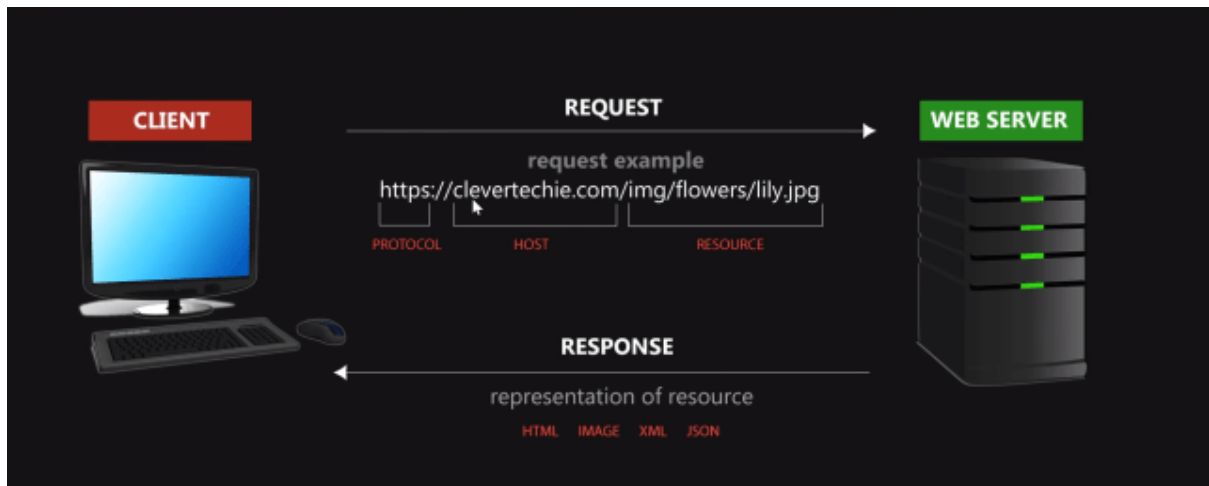 CLIENT
REQUEST
WEB SERVER
request example
https://clevertechie.com/img/flowers/lily.jpg
PROTOCOL HOST RESOURCE
RESPONSE
representation of resource
HTML IMAGE XML JSON